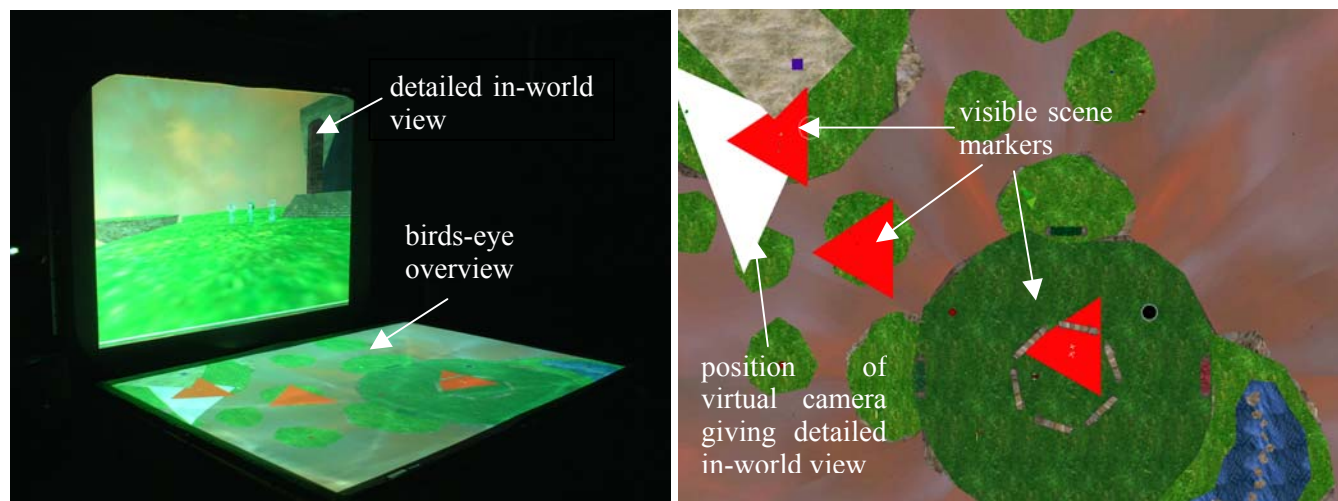 detailed in-world
view
birds-eye
overview
visible scene
markers
position of
virtual camera
giving detailed
in-world view